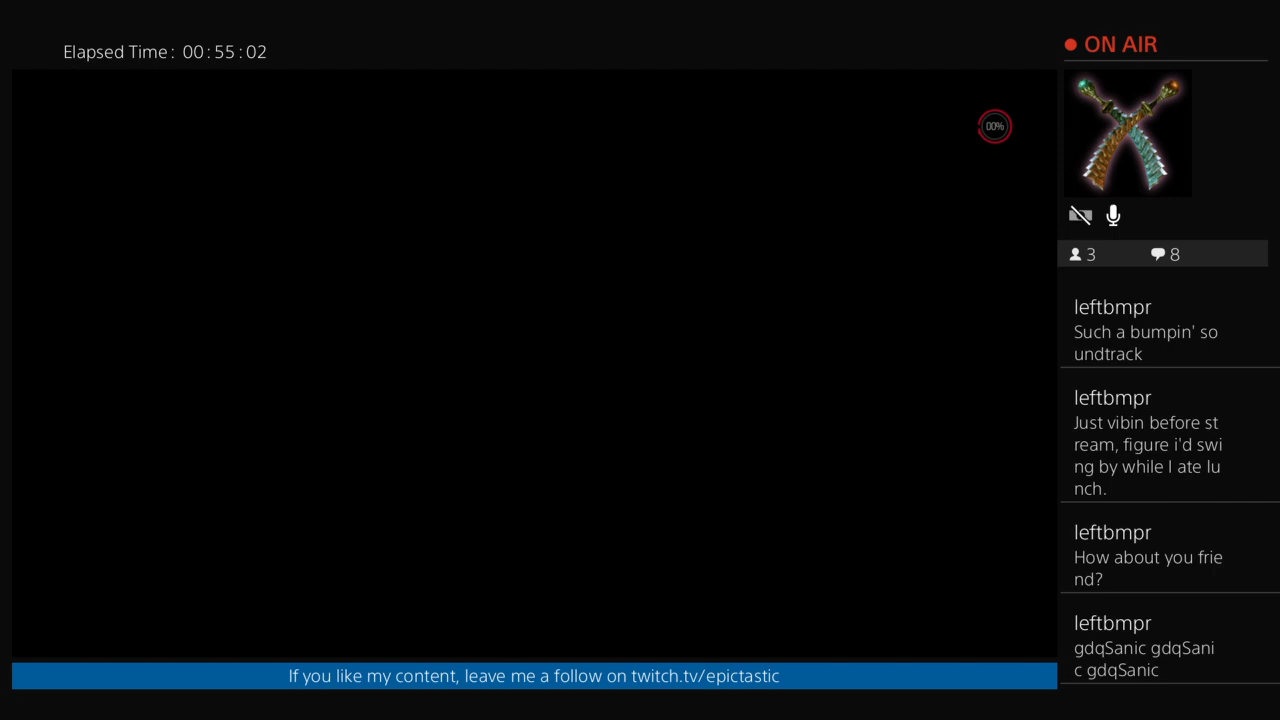 Elapsed Time: 00:55:02
ON AIR
00%
3
8
leftbmpr
Such a bumpin' so
undtrack
leftbmpr
Just vibin before st
ream, figure i'd swi
ng by while I ate lu
nch.
leftbmpr
How about you frie
nd?
leftbmpr
gdqSanic gdqSani
c gdqSanic
If you like my content, leave me a follow on twitch.tv/epictastic